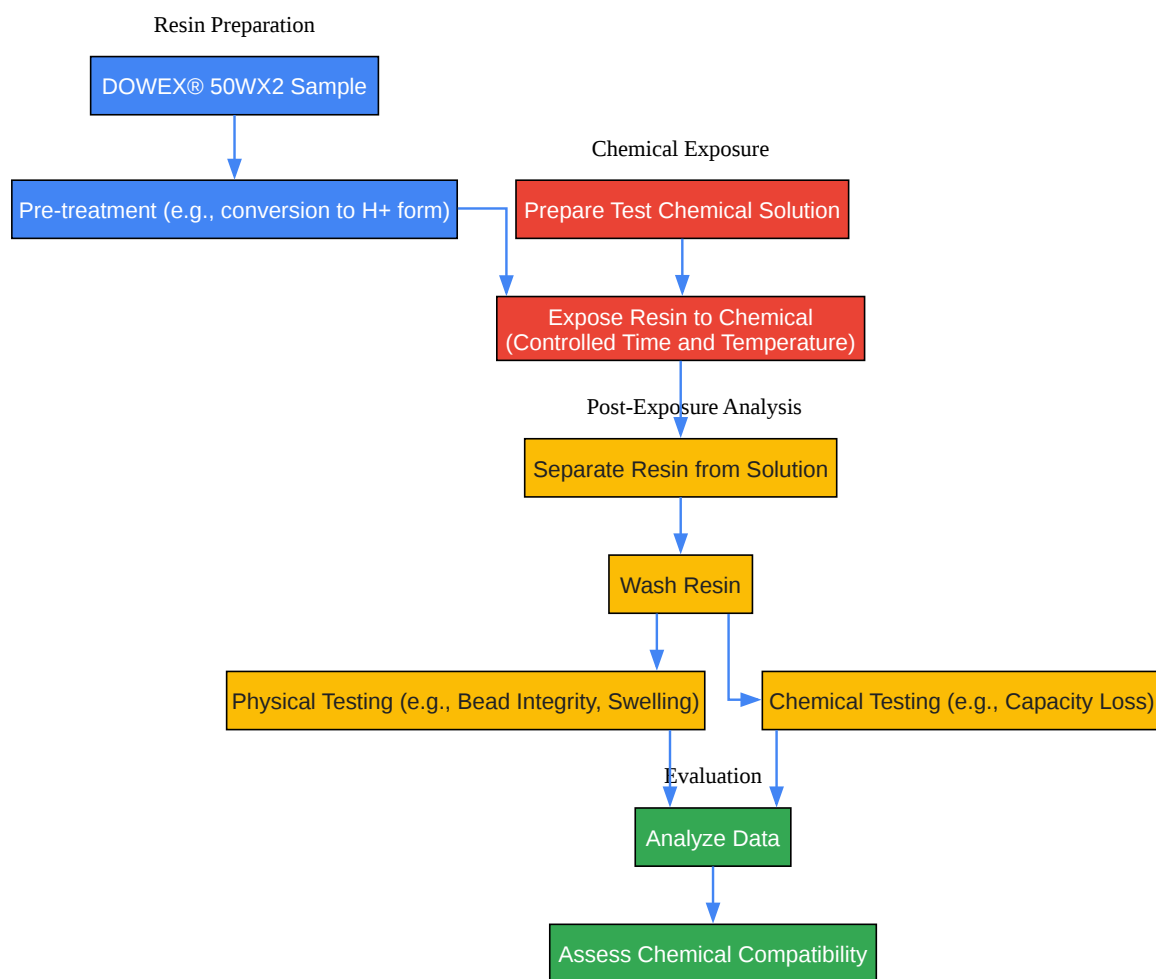 Resin Preparation
DOWEX® 50WX2 Sample
Chemical Exposure
Pre-treatment (e.g., conversion to H+ form)
Prepare Test Chemical Solution
Expose Resin to Chemical
(Controlled Time and Temperature)
Post-Exposure Analysis
Separate Resin from Solution
Wash Resin
Physical Testing (e.g., Bead Integrity, Swelling)
Chemical Testing (e.g., Capacity Loss)
Evaluation
Analyze Data
Assess Chemical Compatibility